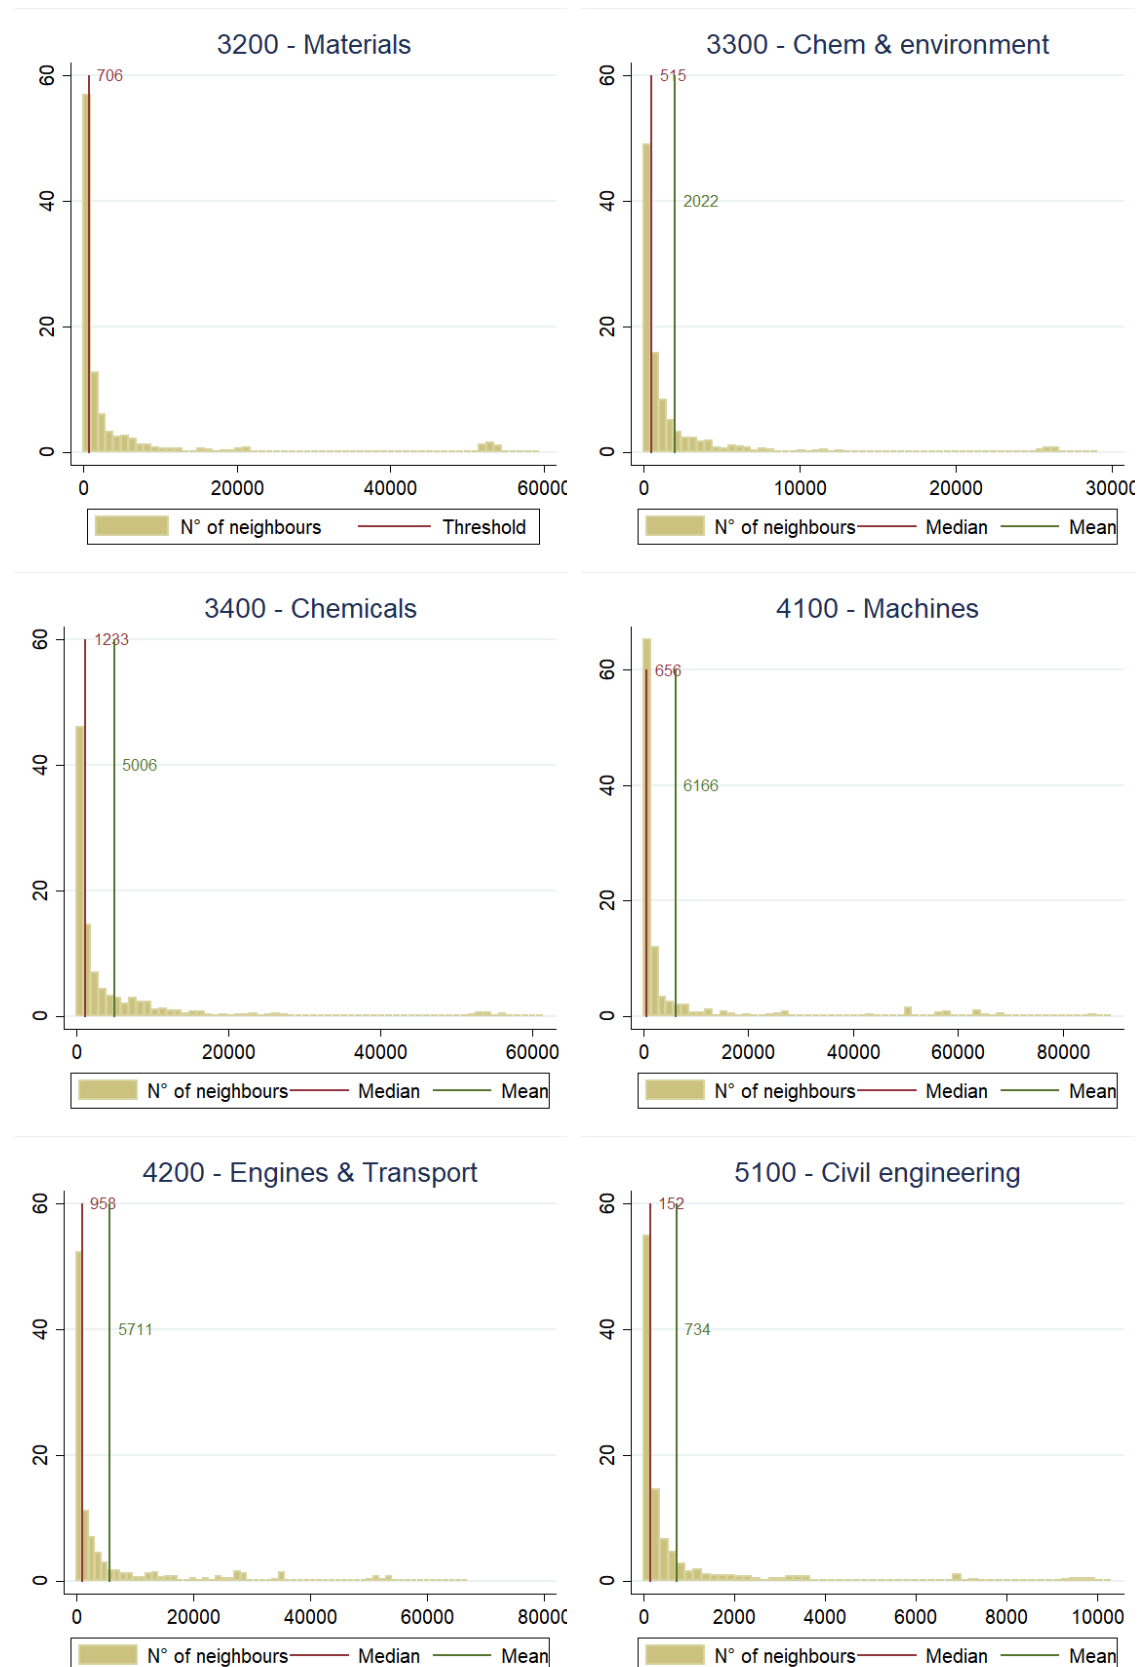 3200 - Materials
60
40
20
0
706
0 20000 40000 60000
N° of neighbours Threshold
3300 - Chem & environment
60
40
20
0
515
2022
0 10000 20000 30000
N° of neighbours Median Mean
3400 - Chemicals
60
40
20
0
1233
5006
0 20000 40000 60000
N° of neighbours Median Mean
4100 - Machines
60
40
20
0
656
6166
0 20000 40000 60000 80000
N° of neighbours Median Mean
4200 - Engines & Transport
60
40
20
0
958
5711
0 20000 40000 60000 80000
N° of neighbours Median Mean
5100 - Civil engineering
60
40
20
0
152
734
0 2000 4000 6000 8000 10000
N° of neighbours Median Mean